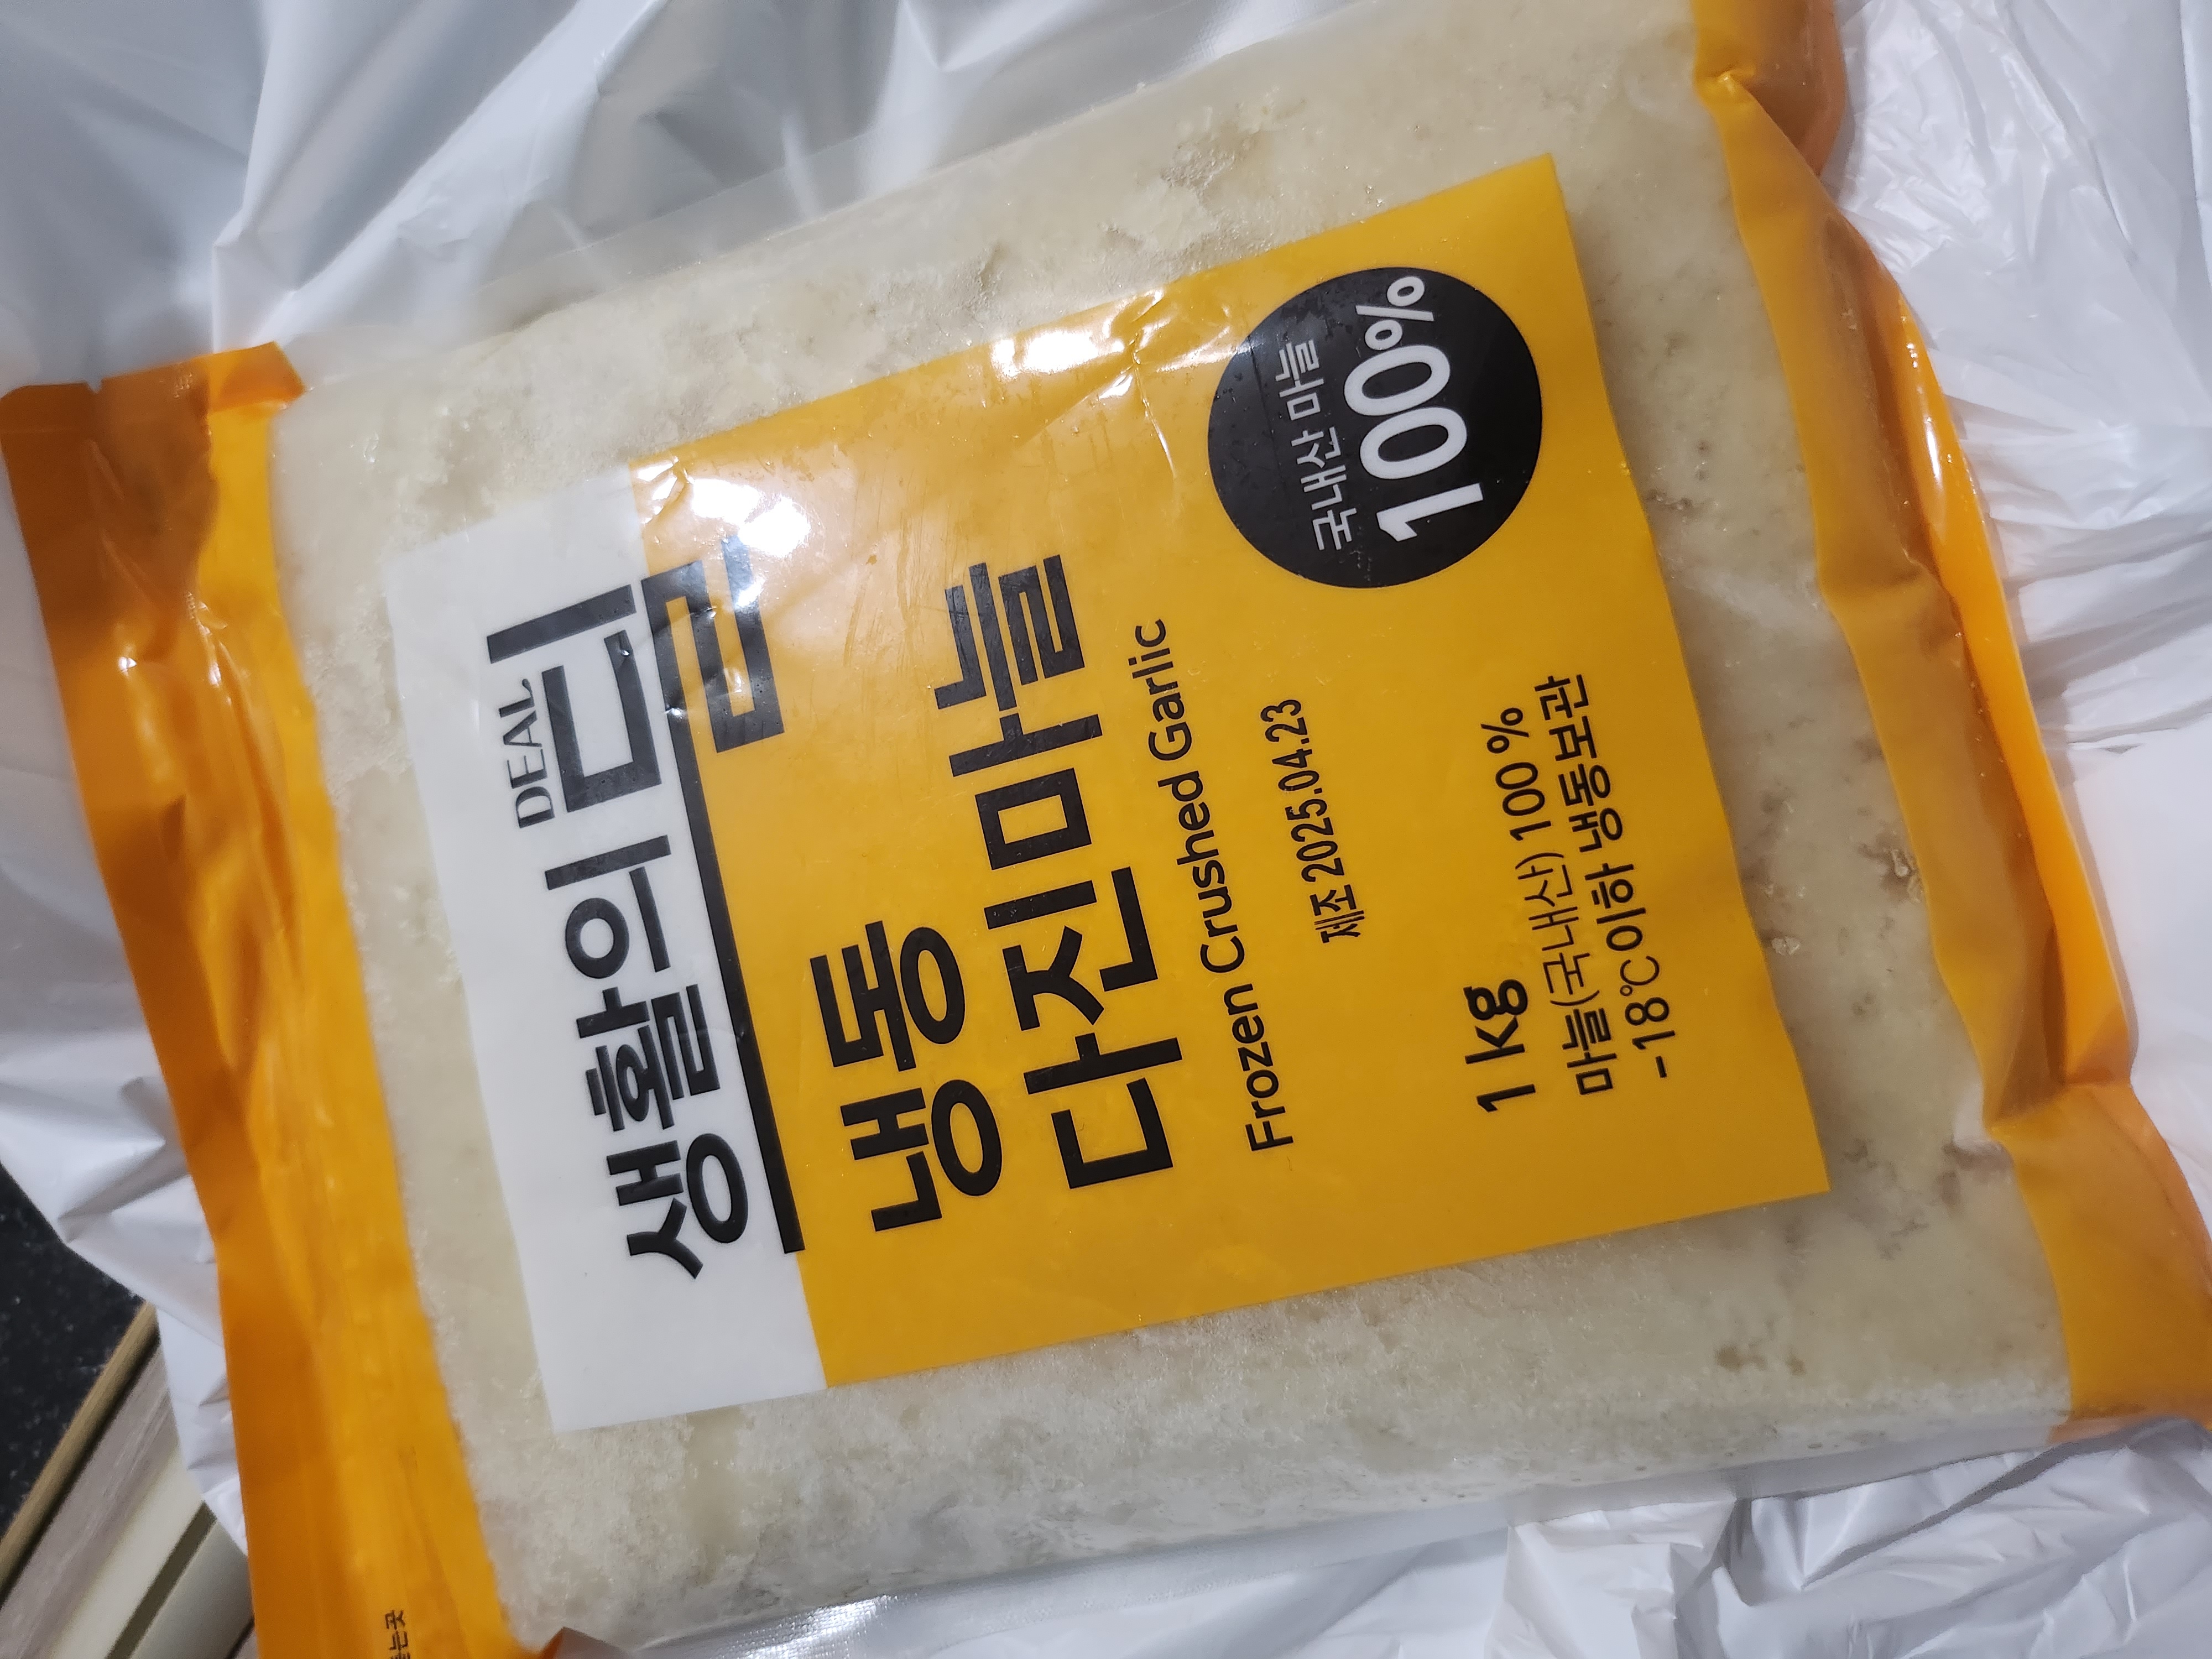 DEAL
생활의 딜
냉동
다진마늘
Frozen Crushed Garlic
제조 2025.04.23
국내산 마늘
100%
1 kg
마늘(국내산) 100 %
-18℃이하 냉동보관